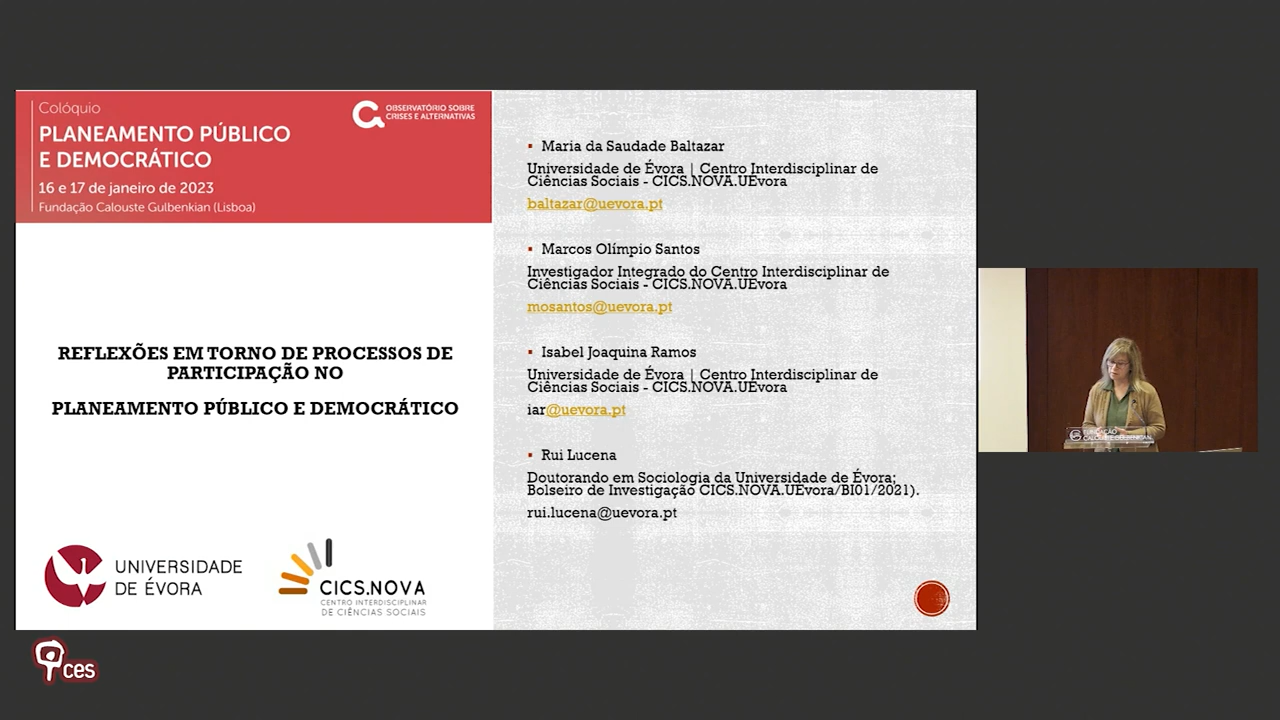 Colóquio
PLANEAMENTO PÚBLICO
E DEMOCRÁTICO
16 e 17 de janeiro de 2023
Fundação Calouste Gulbenkian (Lisboa)
OBSERVATÓRIO SOBRE
CRISES E ALTERNATIVAS
REFLEXÕES EM TORNO DE PROCESSOS DE
PARTICIPAÇÃO NO
PLANEAMENTO PÚBLICO E DEMOCRÁTICO
UNIVERSIDADE
DE ÉVORA
CICS.NOVA
CENTRO INTERDISCIPLINAR
DE CIÊNCIAS SOCIAIS
Maria da Saudade Baltazar
Universidade de Évora | Centro Interdisciplinar de
Ciências Sociais - CICS.NOVA.UEvora
baltazar@uevora.pt
Marcos Olímpio Santos
Investigador Integrado do Centro Interdisciplinar de
Ciências Sociais - CICS.NOVA.UEvora
mosantos@uevora.pt
Isabel Joaquina Ramos
Universidade de Évora | Centro Interdisciplinar de
Ciências Sociais - CICS.NOVA.UEvora
iar@uevora.pt
Rui Lucena
Doutorando em Sociologia da Universidade de Évora;
Bolseiro de Investigação CICS.NOVA.UEvora/BI01/2021).
rui.lucena@uevora.pt
FUNDAÇÃO
CALOUSTE GULBENKIAN
ces